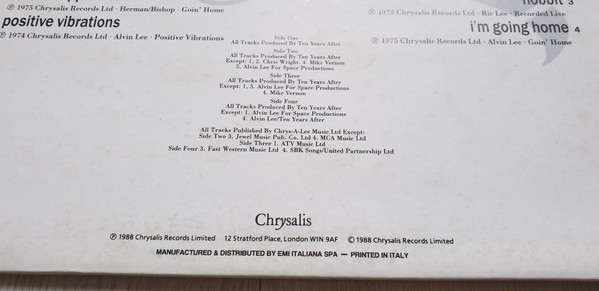 ℗ 1975 Chrysalis Records Ltd · Herman/Bishop · Goin' Home
positive vibrations
℗ 1974 Chrysalis Records Ltd · Alvin Lee · Positive Vibrations
hobbit 3
℗ 1973 Chrysalis Records Ltd · Ric Lee · Recorded Live
i'm going home 4
℗ 1975 Chrysalis Records Ltd · Alvin Lee · Goin' Home
Side One
All Tracks Produced By Ten Years After
Side Two
All Tracks Produced By Ten Years After
Except: 1, 2. Chris Wright. 4. Mike Vernon
5. Alvin Lee For Space Productions
Side Three
All Tracks Produced By Ten Years After
Except: 1, 5. Alvin Lee For Space Productions
4. Mike Vernon
Side Four
All Tracks Produced By Ten Years After
Except: 1. Alvin Lee For Space Productions
4. Alvin Lee/Ten Years After
All Tracks Published By Chrys-A-Lee Music Ltd Except:
Side Two 3. Jewel Music Pub. Co. Ltd 4. MCA Music Ltd
Side Three 1. ATV Music Ltd
Side Four 3. Fast Western Music Ltd 4. SBK Songs/United Partnership Ltd
Chrysalis
℗ 1988 Chrysalis Records Limited 12 Stratford Place, London W1N 9AF © 1988 Chrysalis Records Limited
MANUFACTURED & DISTRIBUTED BY EMI ITALIANA SPA — PRINTED IN ITALY